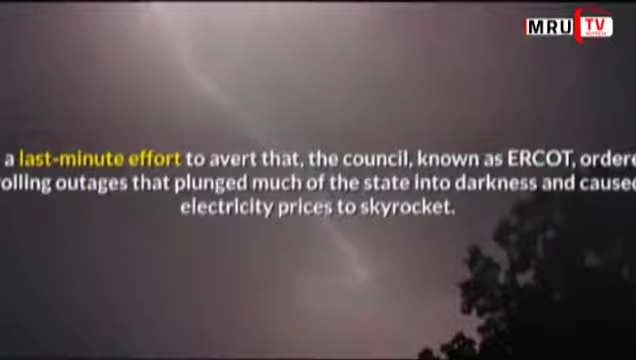 MRU TV
a last-minute effort to avert that, the council, known as ERCOT, ordere
olling outages that plunged much of the state into darkness and caused
electricity prices to skyrocket.